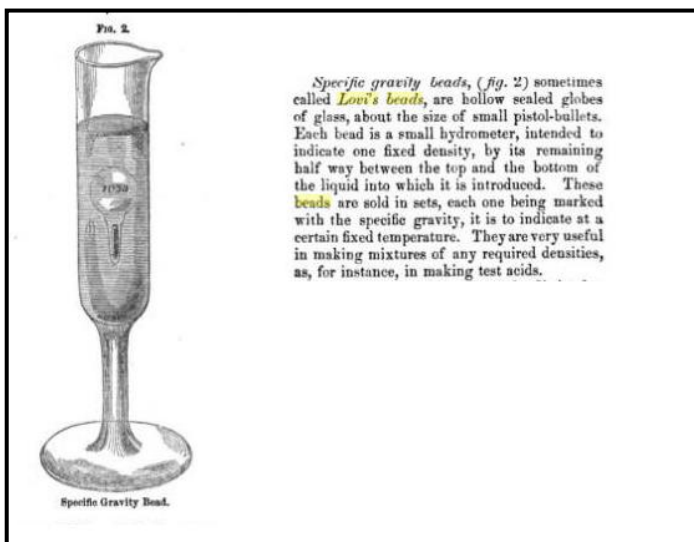 FIG. 2.
Specific Gravity Bead.
Specific gravity beads, (fig. 2) sometimes
called Lovi's beads, are hollow sealed globes
of glass, about the size of small pistol-bullets.
Each bead is a small hydrometer, intended to
indicate one fixed density, by its remaining
half way between the top and the bottom of
the liquid into which it is introduced. These
beads are sold in sets, each one being marked
with the specific gravity, it is to indicate at a
certain fixed temperature. They are very useful
in making mixtures of any required densities,
as, for instance, in making test acids.